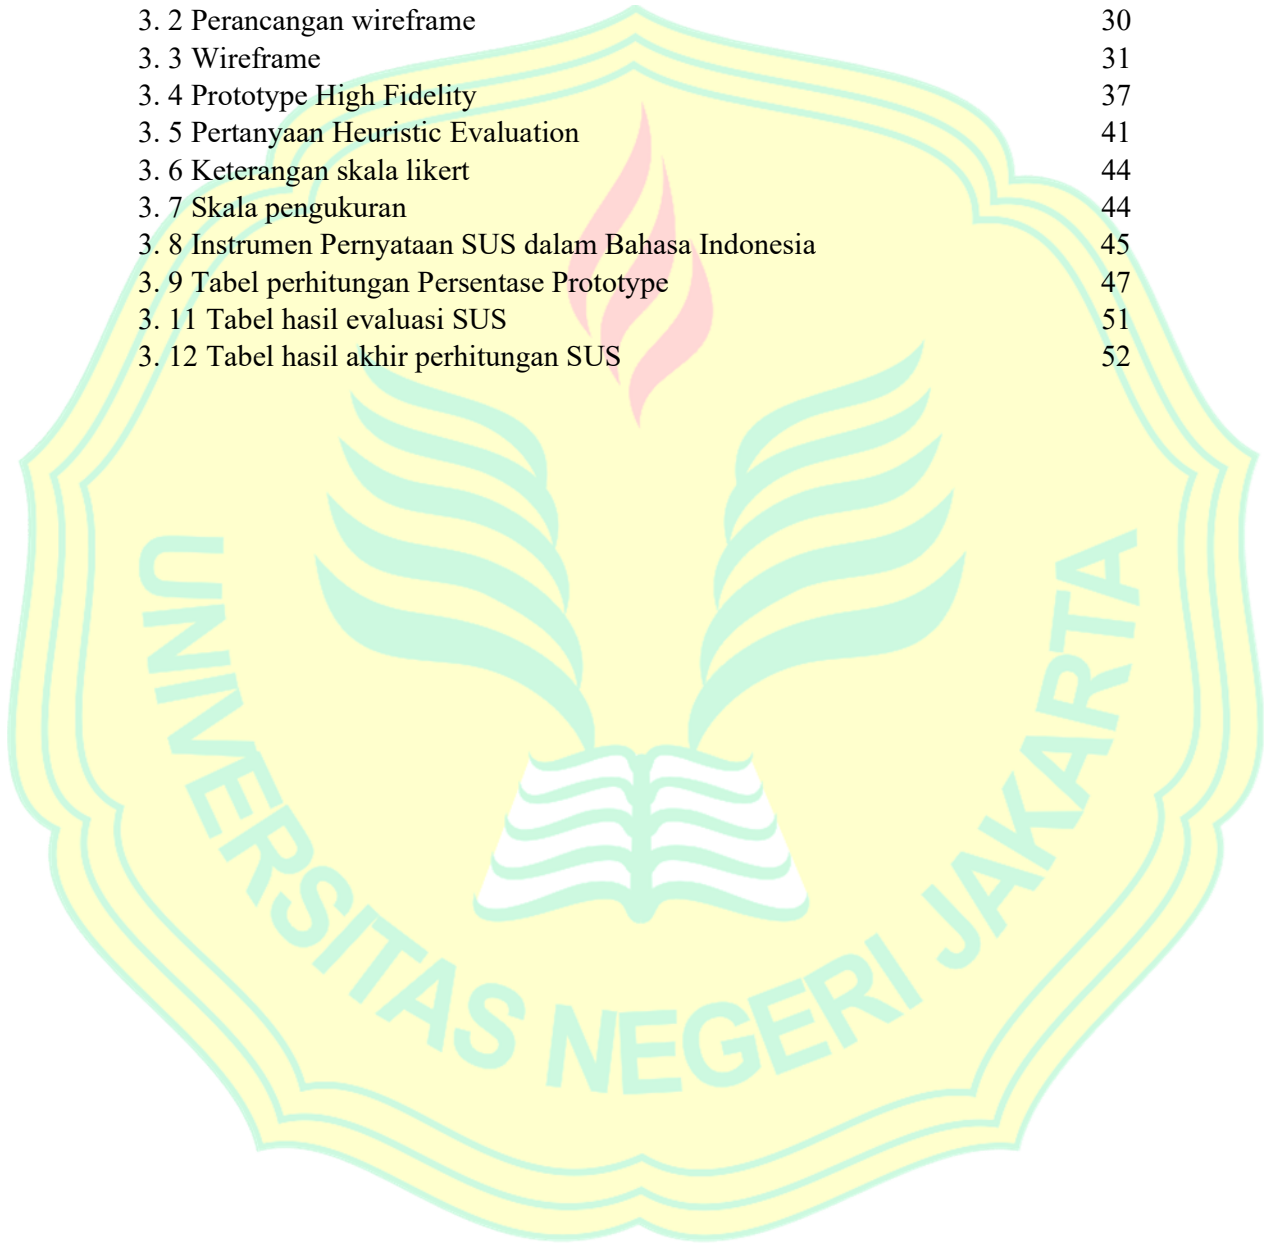 3. 2 Perancangan wireframe 30
3. 3 Wireframe 31
3. 4 Prototype High Fidelity 37
3. 5 Pertanyaan Heuristic Evaluation 41
3. 6 Keterangan skala likert 44
3. 7 Skala pengukuran 44
3. 8 Instrumen Pernyataan SUS dalam Bahasa Indonesia 45
3. 9 Tabel perhitungan Persentase Prototype 47
3. 11 Tabel hasil evaluasi SUS 51
3. 12 Tabel hasil akhir perhitungan SUS 52
UNIVERSITAS NEGERI JAKARTA